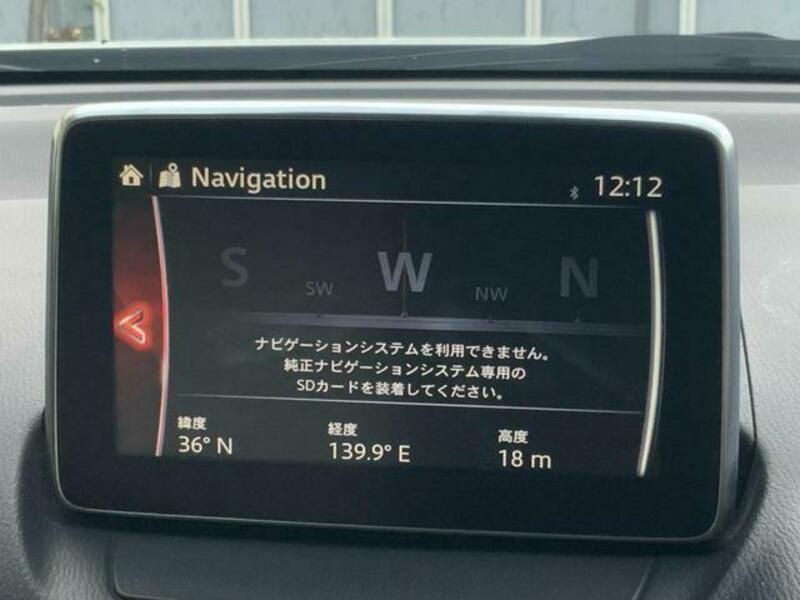 Navigation 12:12
S SW W NW N
ナビゲーションシステムを利用できません。
純正ナビゲーションシステム専用の
SDカードを装着してください。
緯度 経度 高度
36° N 139.9° E 18 m